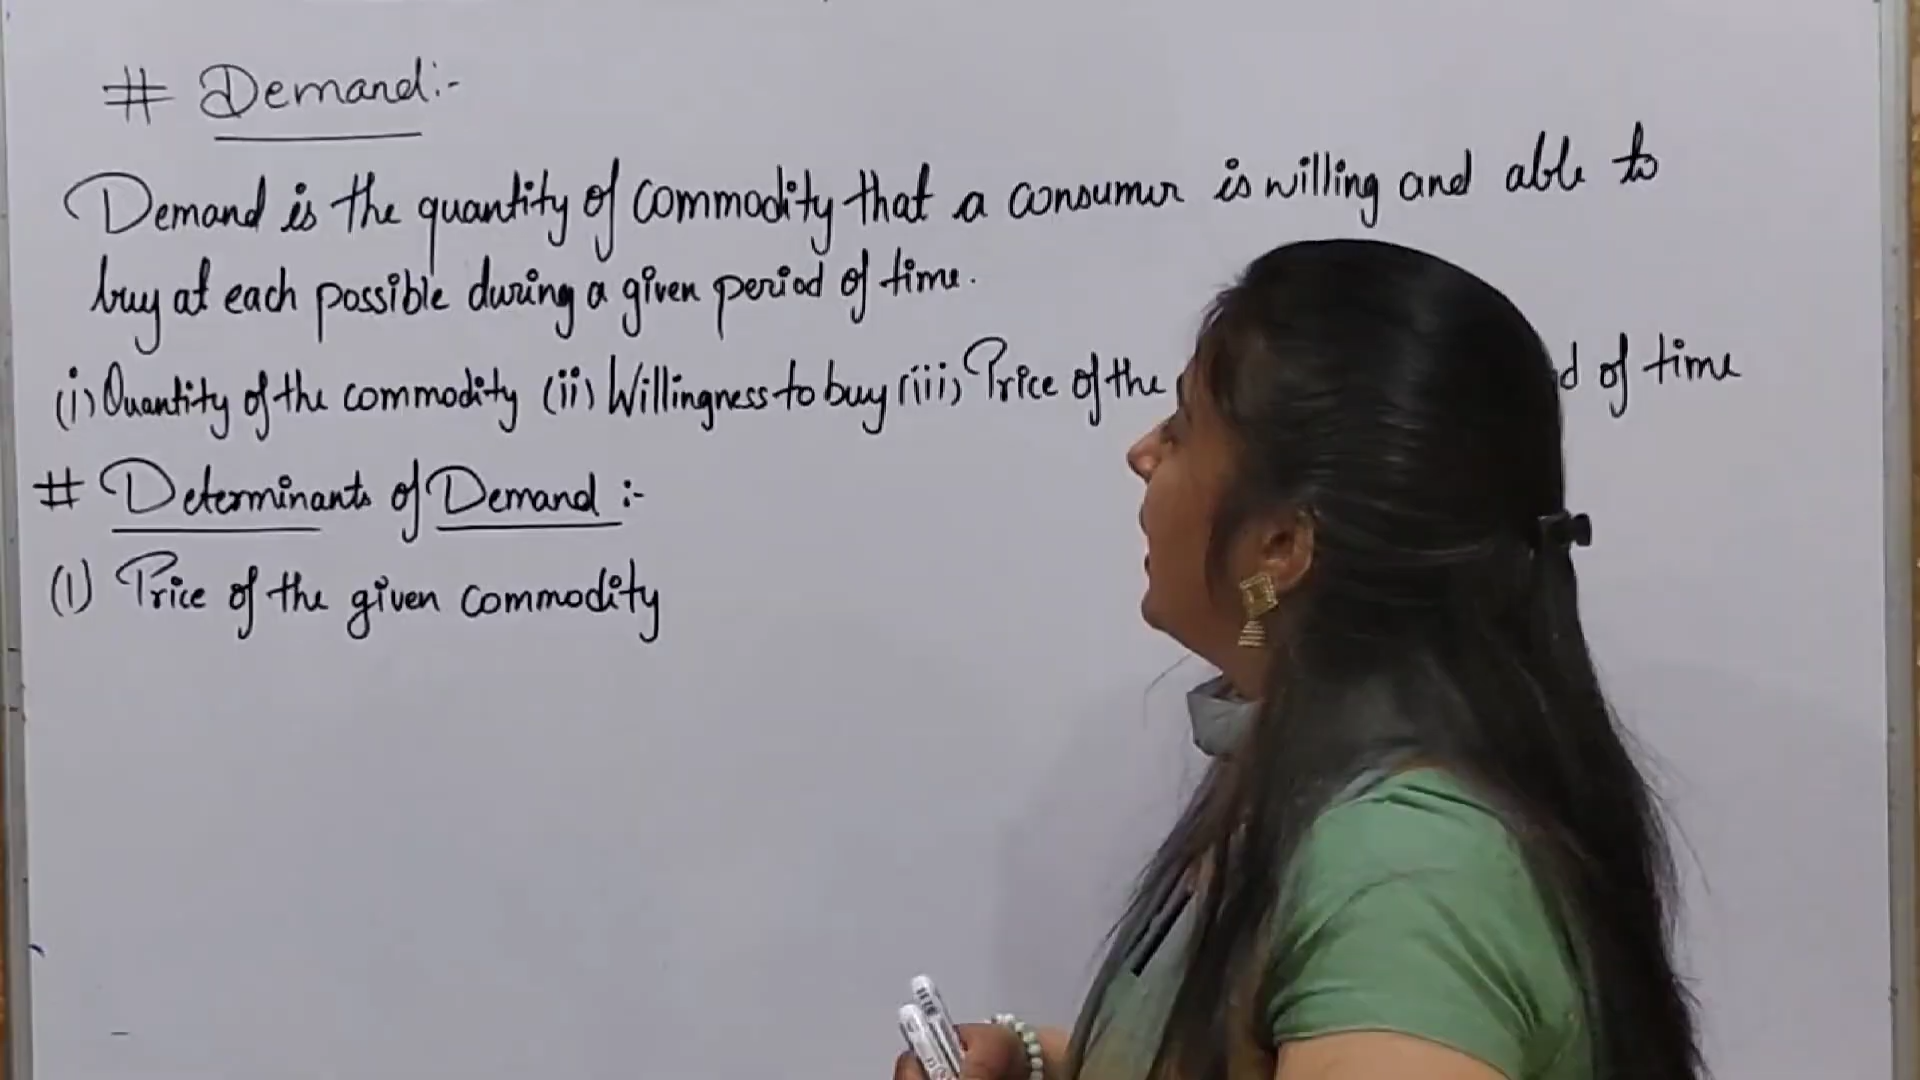 # Demand:-
Demand is the quantity of commodity that a consumer is willing and able to
buy at each possible during a given period of time.
(i) Quantity of the commodity (ii) Willingness to buy (iii) Price of the of time
# Determinants of Demand :-
(1) Price of the given commodity